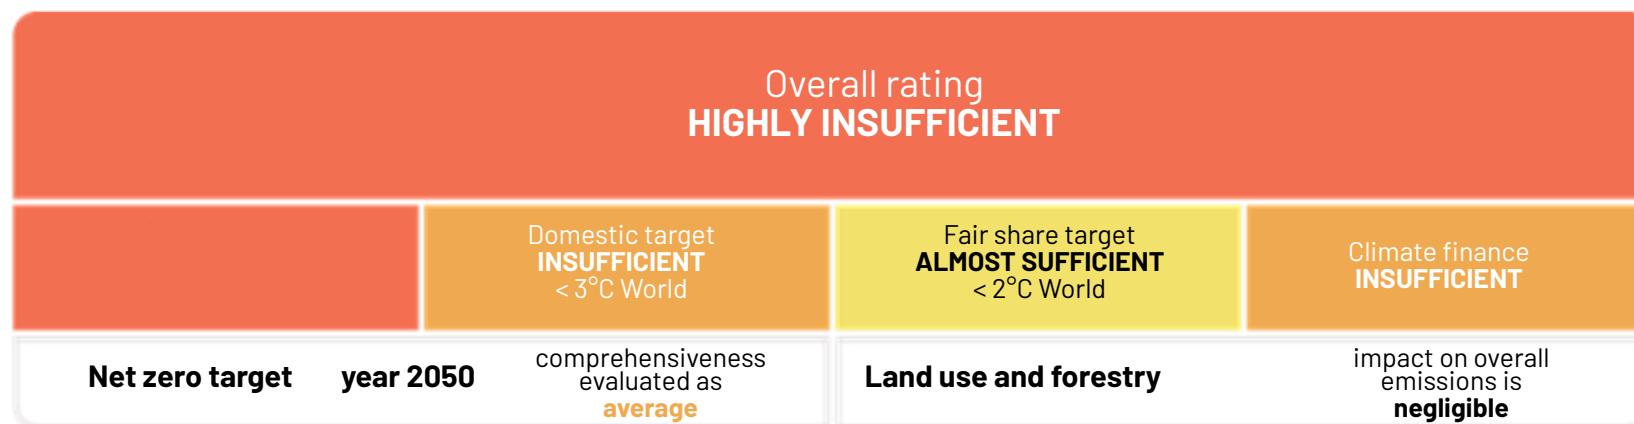 Overall rating
HIGHLY INSUFFICIENT
Domestic target
INSUFFICIENT
< 3°C World
Fair share target
ALMOST SUFFICIENT
< 2°C World
Climate finance
INSUFFICIENT
Net zero target
year 2050
comprehensiveness
evaluated as
average
Land use and forestry
impact on overall
emissions is
negligible